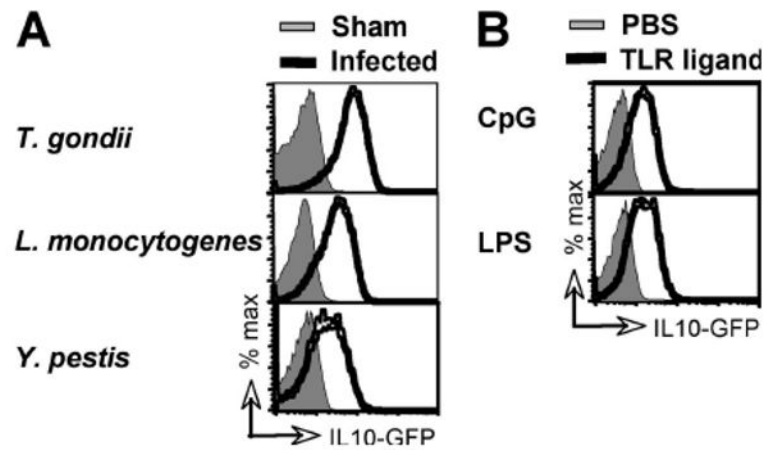 A
Sham
Infected
T. gondii
L. monocytogenes
Y. pestis
% max
IL10-GFP
B
PBS
TLR ligand
CpG
LPS
% max
IL10-GFP